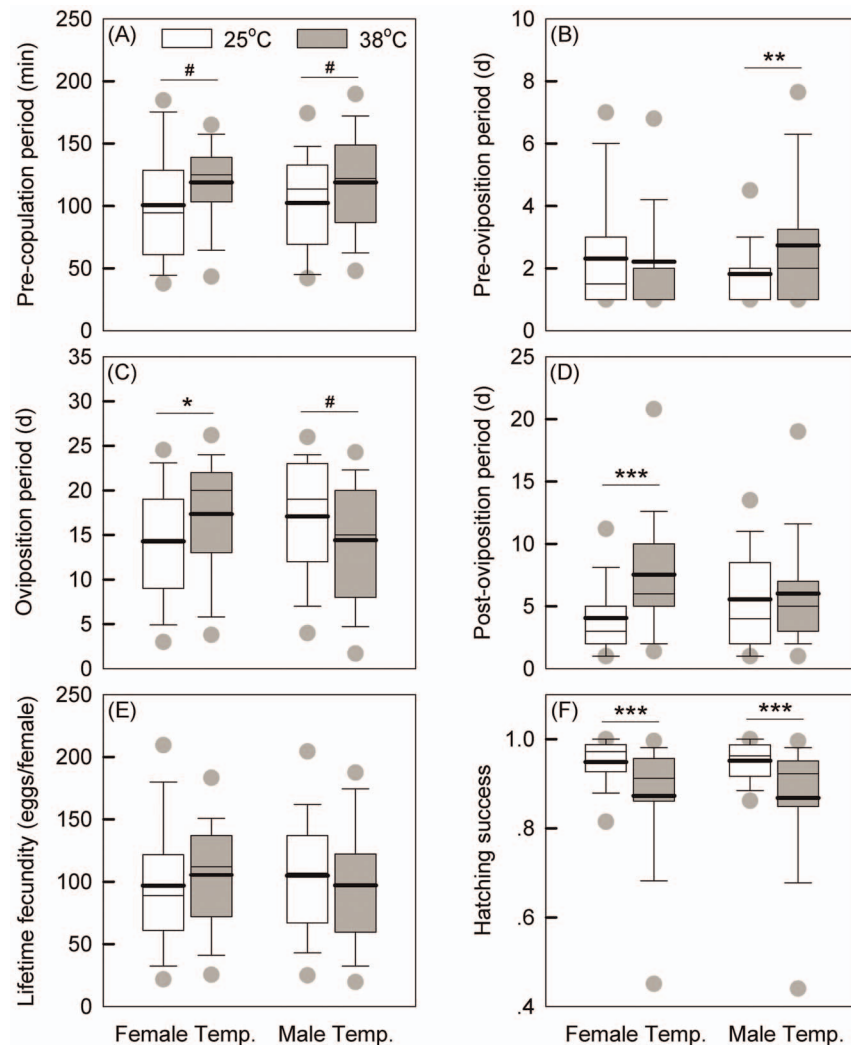 (A) 25°C 38°C
Pre-copulation period (min)
250
200
150
100
50
0
# #
(B)
Pre-oviposition period (d)
10
8
6
4
2
0
**
(C)
Oviposition period (d)
35
30
25
20
15
10
5
0
* #
(D)
Post-oviposition period (d)
25
20
15
10
5
0
***
(E)
Lifetime fecundity (eggs/female)
250
200
150
100
50
0
Female Temp. Male Temp.
(F)
Hatching success
1.0
.8
.6
.4
*** ***
Female Temp. Male Temp.